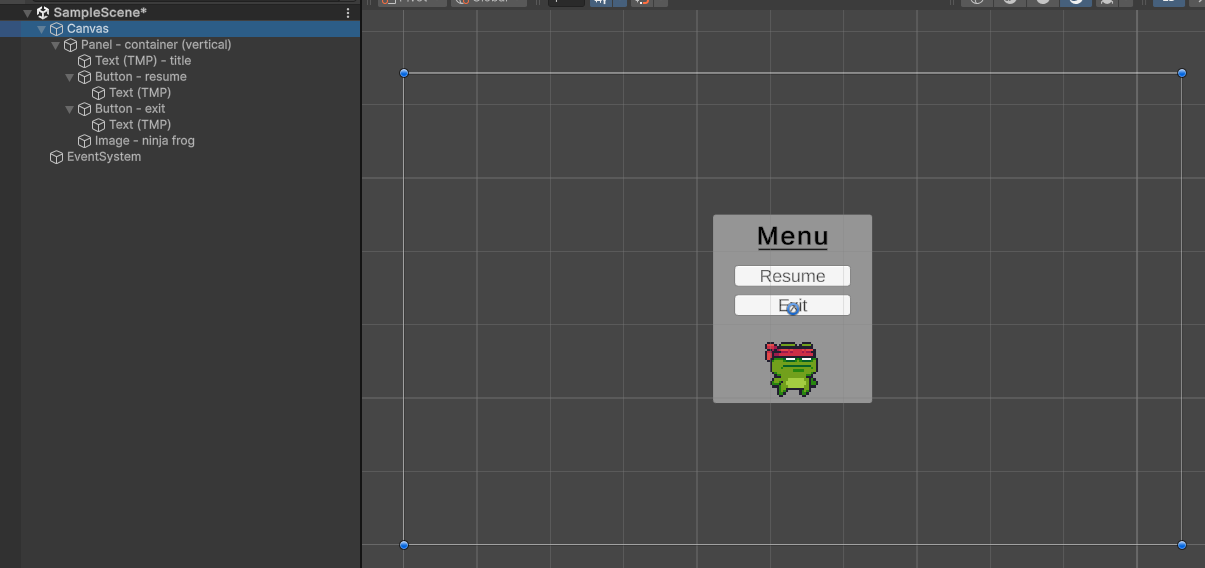 SampleScene*
Canvas
Panel - container (vertical)
Text (TMP) - title
Button - resume
Text (TMP)
Button - exit
Text (TMP)
Image - ninja frog
EventSystem
Menu
Resume
Exit